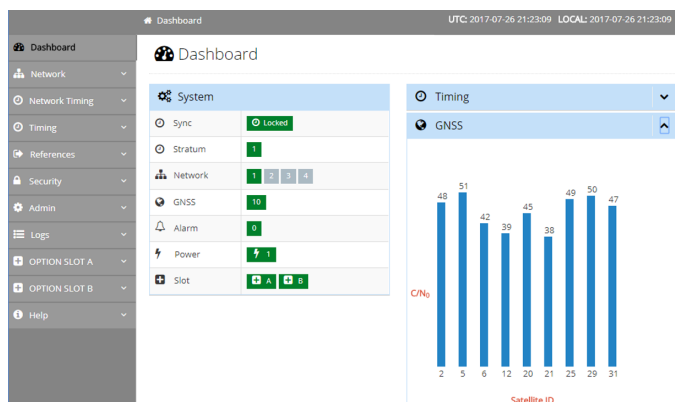 Dashboard
UTC: 2017-07-26 21:23:09 LOCAL: 2017-07-26 21:23:09
Dashboard
Network
Network Timing
Timing
References
Security
Admin
Logs
OPTION SLOT A
OPTION SLOT B
Help
Dashboard
System
Sync Locked
Stratum 1
Network 1 2 3 4
GNSS 10
Alarm 0
Power 1
Slot A B
Timing
GNSS
48 51 42 39 45 38 49 50 47
C/N0
2 5 6 12 20 21 25 29 31
Satellite ID